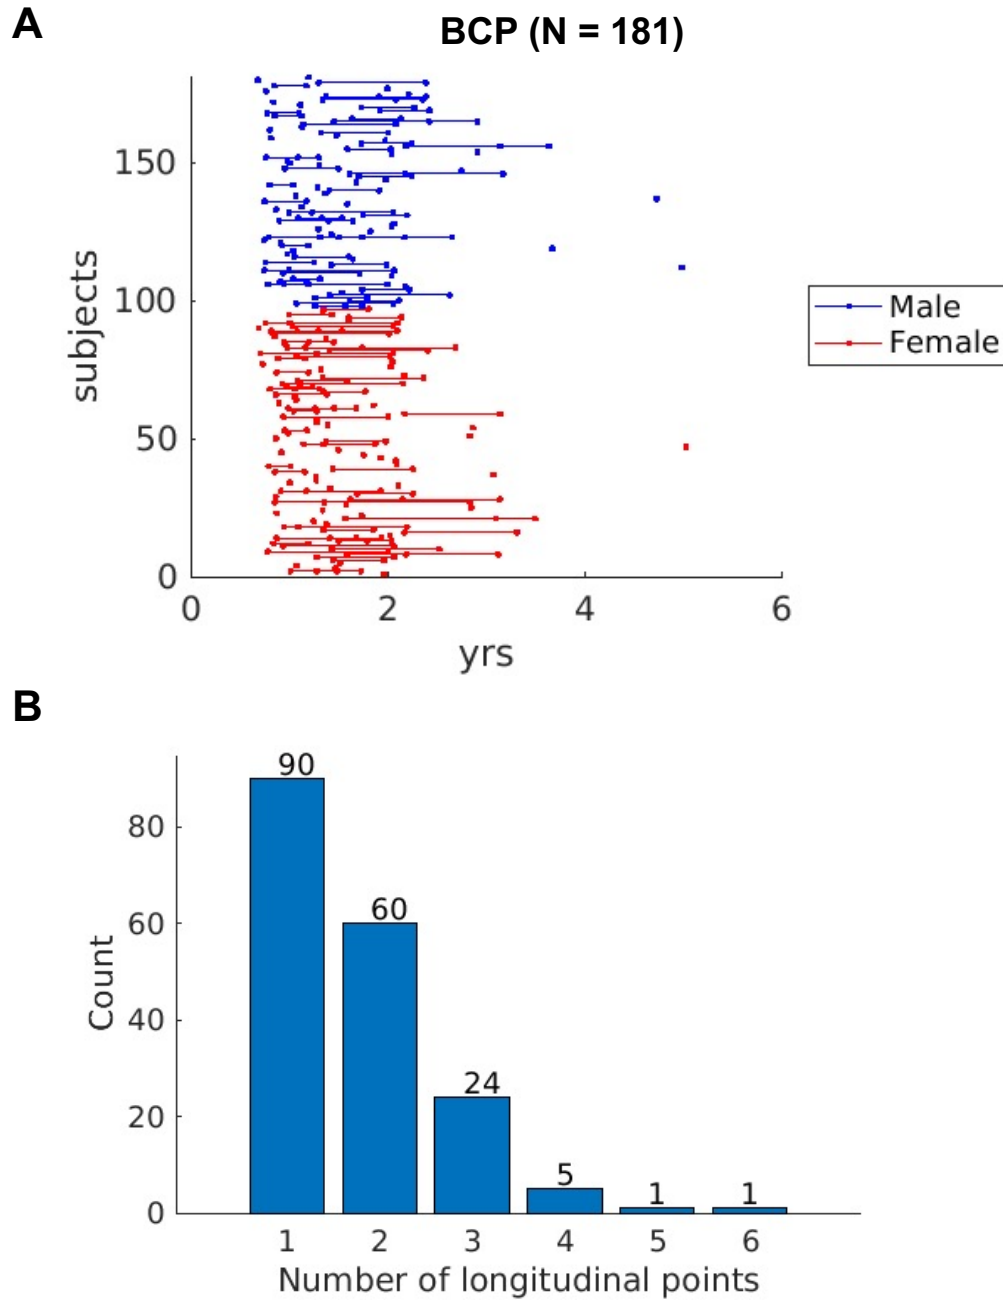 A
BCP (N = 181)
subjects
150
100
50
0
0 2 4 6
yrs
Male
Female
B
Count
80
60
40
20
0
90
60
24
5
1
1
1 2 3 4 5 6
Number of longitudinal points